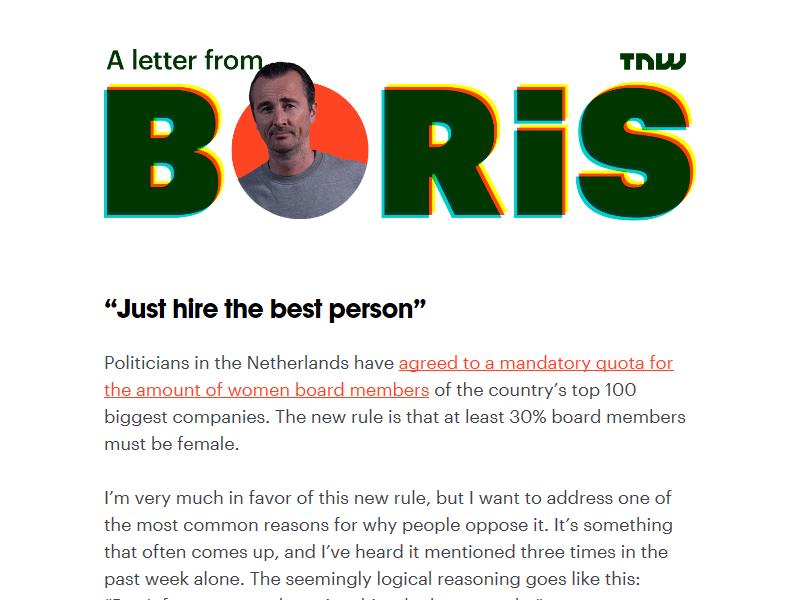 A letter from
TNW
BORiS
“Just hire the best person”
Politicians in the Netherlands have agreed to a mandatory quota for
the amount of women board members of the country’s top 100
biggest companies. The new rule is that at least 30% board members
must be female.
I’m very much in favor of this new rule, but I want to address one of
the most common reasons for why people oppose it. It’s something
that often comes up, and I’ve heard it mentioned three times in the
past week alone. The seemingly logical reasoning goes like this: